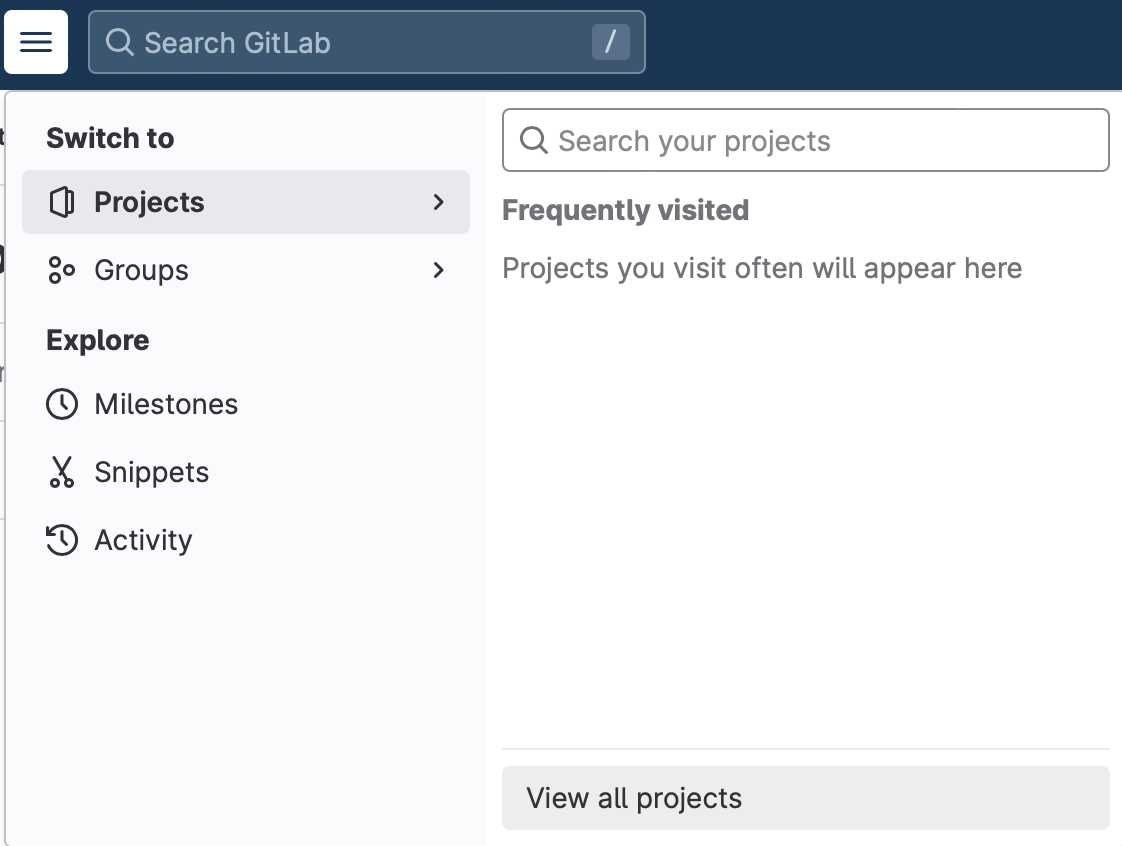 Search GitLab /
Switch to
Projects
Groups
Explore
Milestones
Snippets
Activity
Search your projects
Frequently visited
Projects you visit often will appear here
View all projects